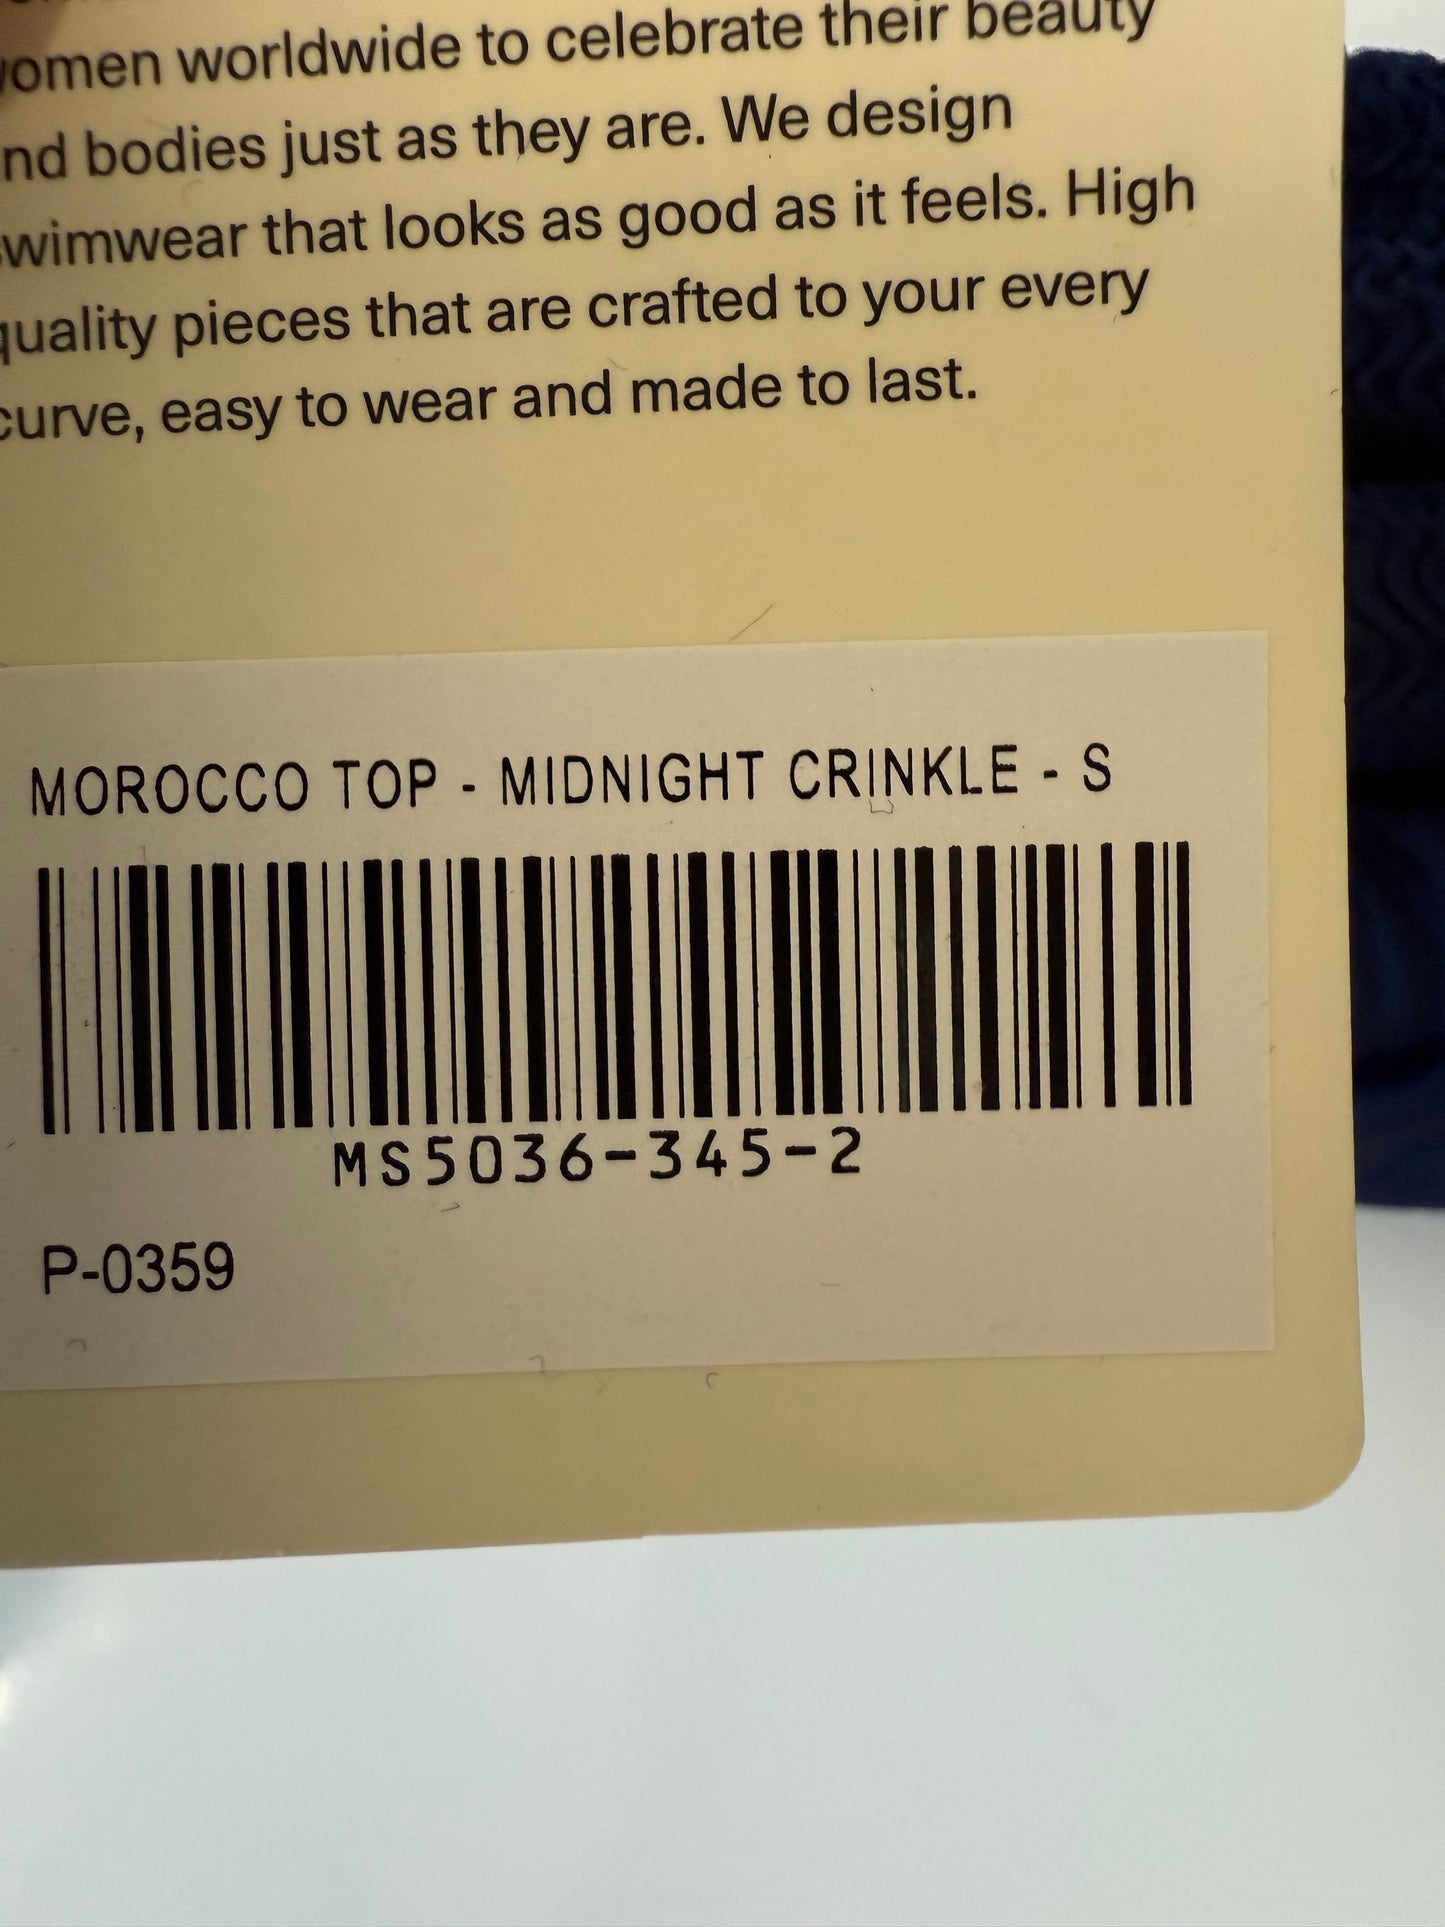 women worldwide to celebrate their beauty
and bodies just as they are. We design
swimwear that looks as good as it feels. High
quality pieces that are crafted to your every
curve, easy to wear and made to last.
MOROCCO TOP - MIDNIGHT CRINKLE - S
MS5036-345-2
P-0359